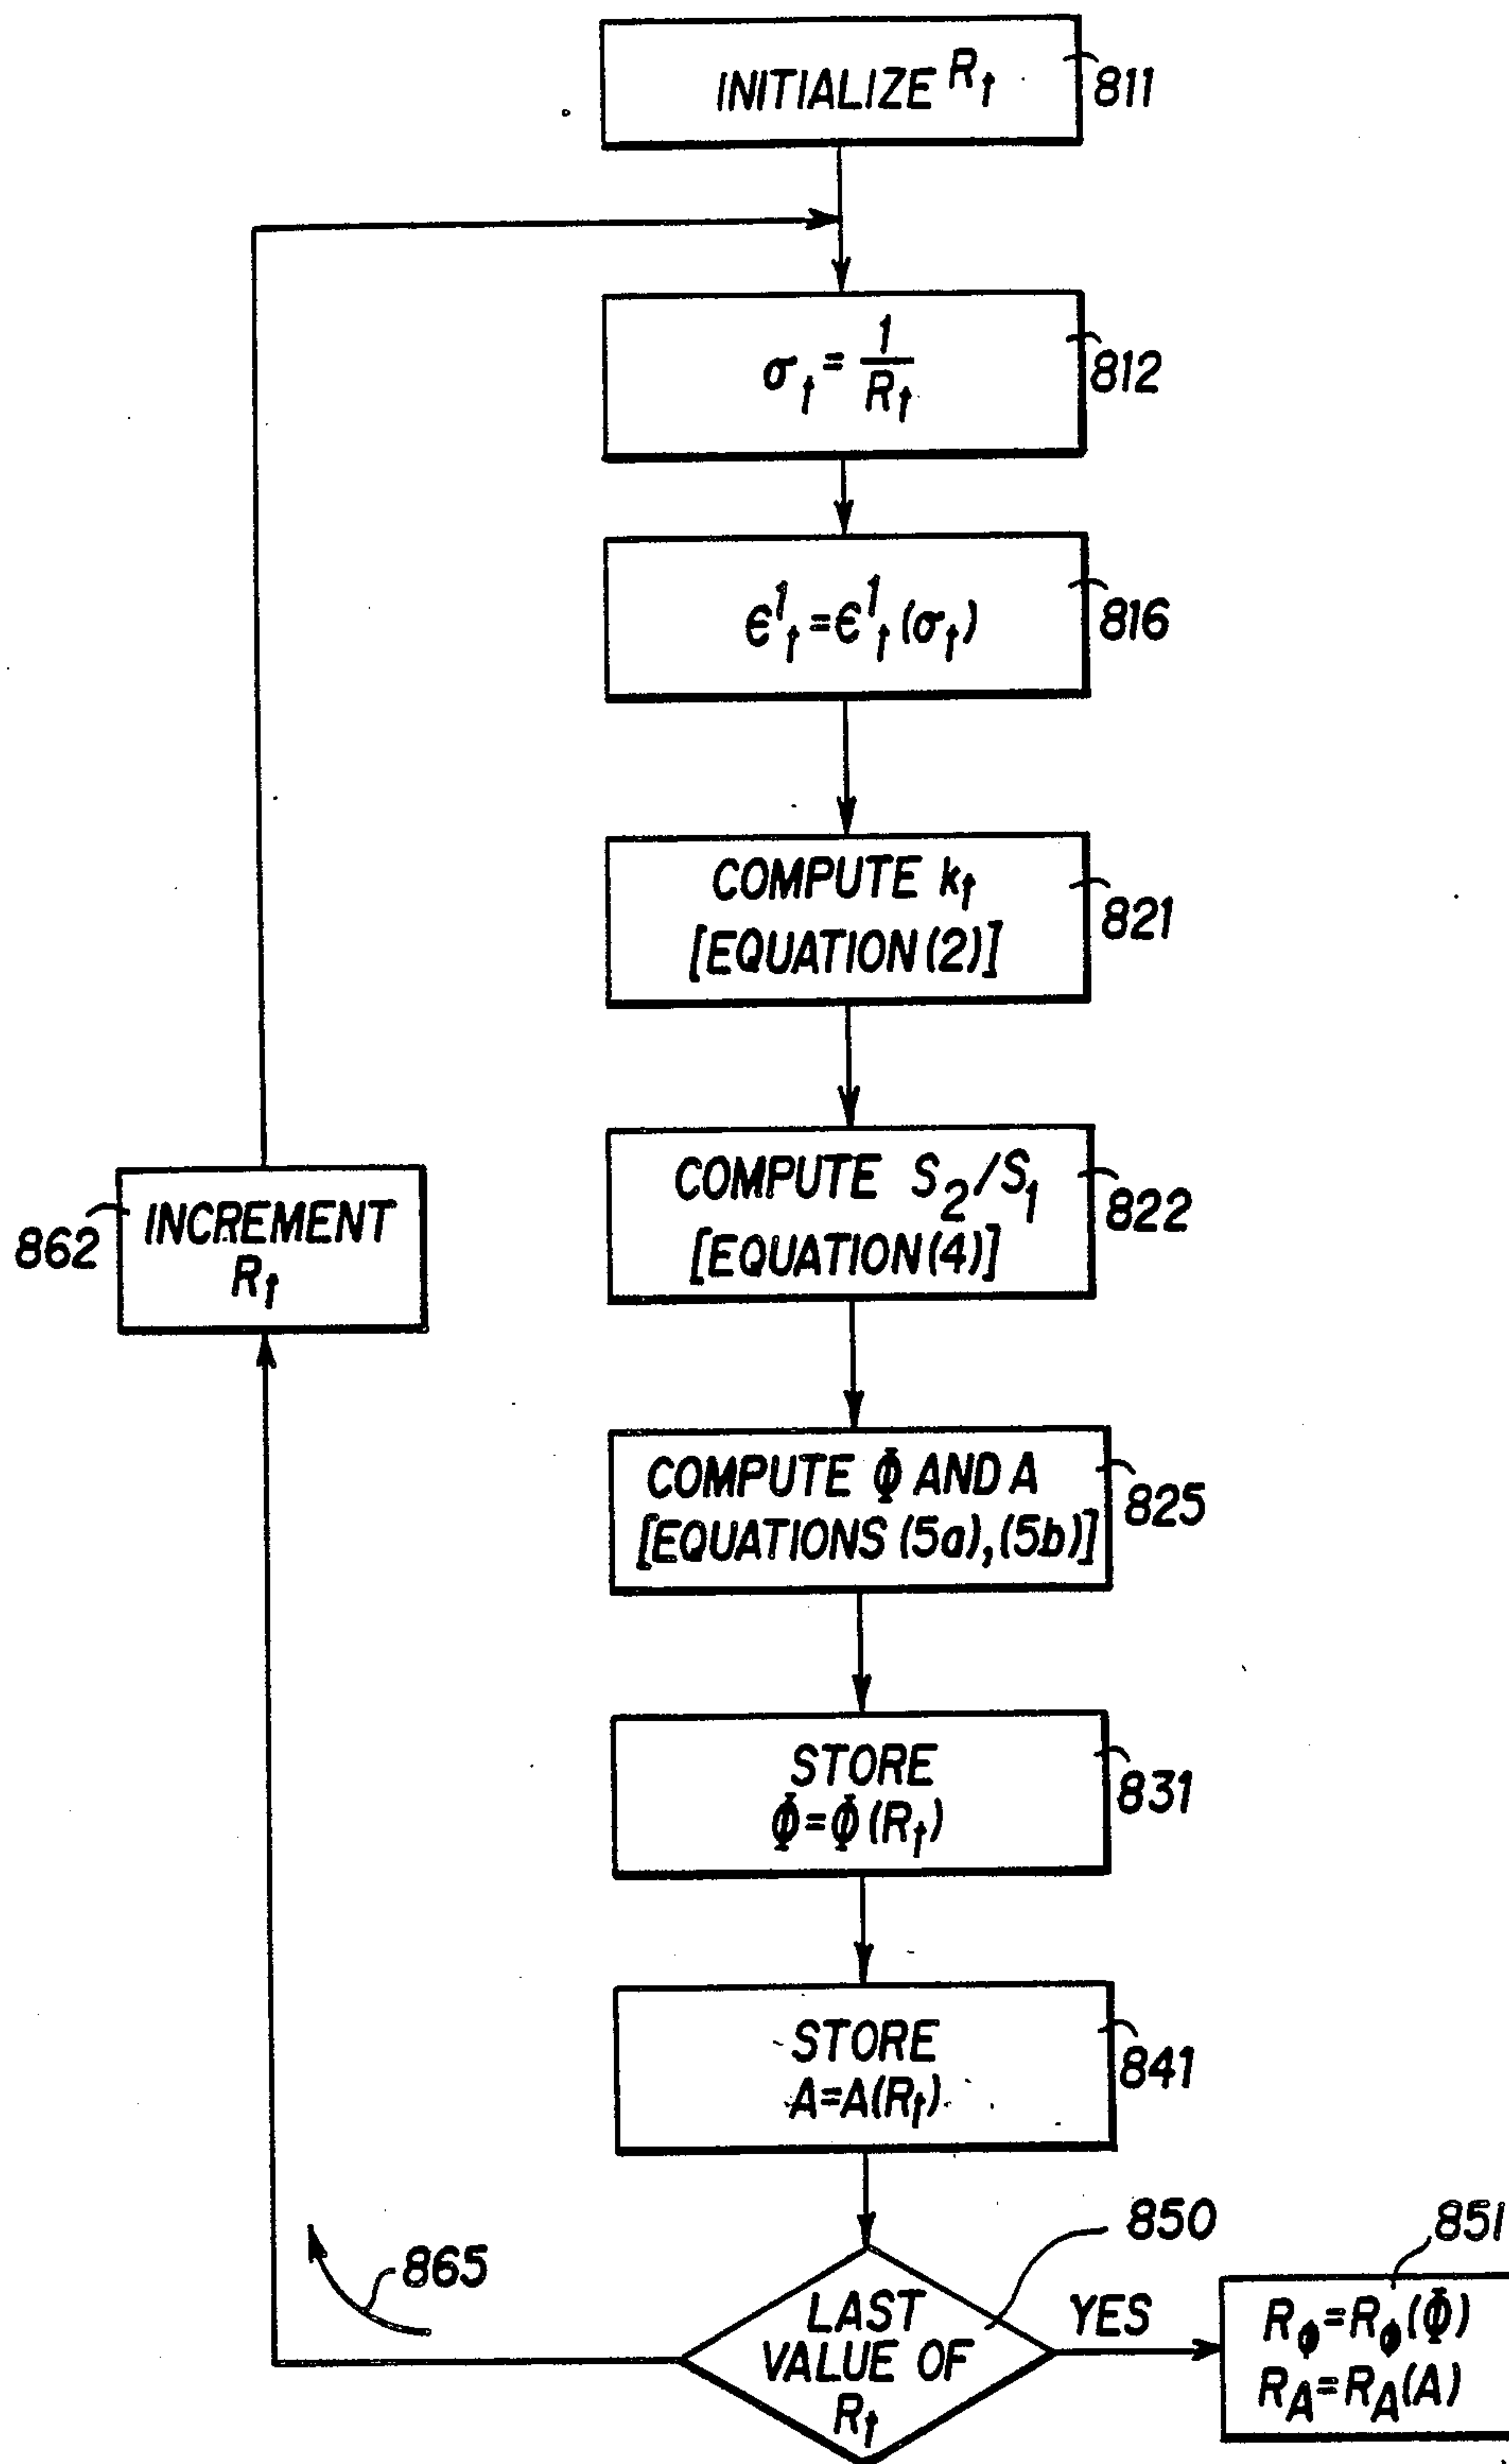 INITIALIZE Rt
811
σt = 1/Rt
812
ϵ¹t = ϵ¹t (σt)
816
COMPUTE kt
[EQUATION (2)]
821
COMPUTE S2/S1
[EQUATION (4)]
822
INCREMENT
Rt
862
COMPUTE Φ AND A
[EQUATIONS (5a), (5b)]
825
STORE
Φ=Φ(Rt)
831
STORE
A=A(Rt)
841
865
LAST
VALUE OF
Rt
850
YES
851
Rϕ=Rϕ(Φ)
RA=RA(A)